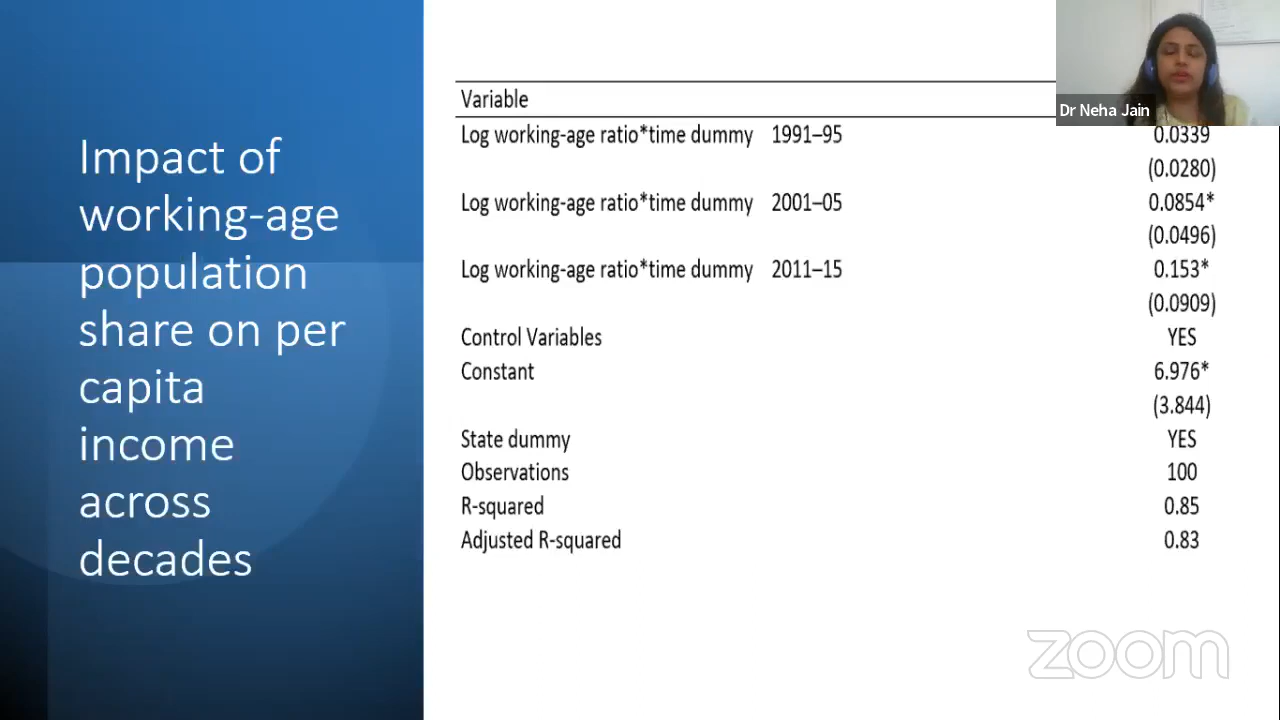 Impact of
working-age
population
share on per
capita
income
across
decades
Variable
Log working-age ratio*time dummy 1991–95 0.0339
(0.0280)
Log working-age ratio*time dummy 2001–05 0.0854*
(0.0496)
Log working-age ratio*time dummy 2011–15 0.153*
(0.0909)
Control Variables YES
Constant 6.976*
(3.844)
State dummy YES
Observations 100
R-squared 0.85
Adjusted R-squared 0.83
Dr Neha Jain
zoom